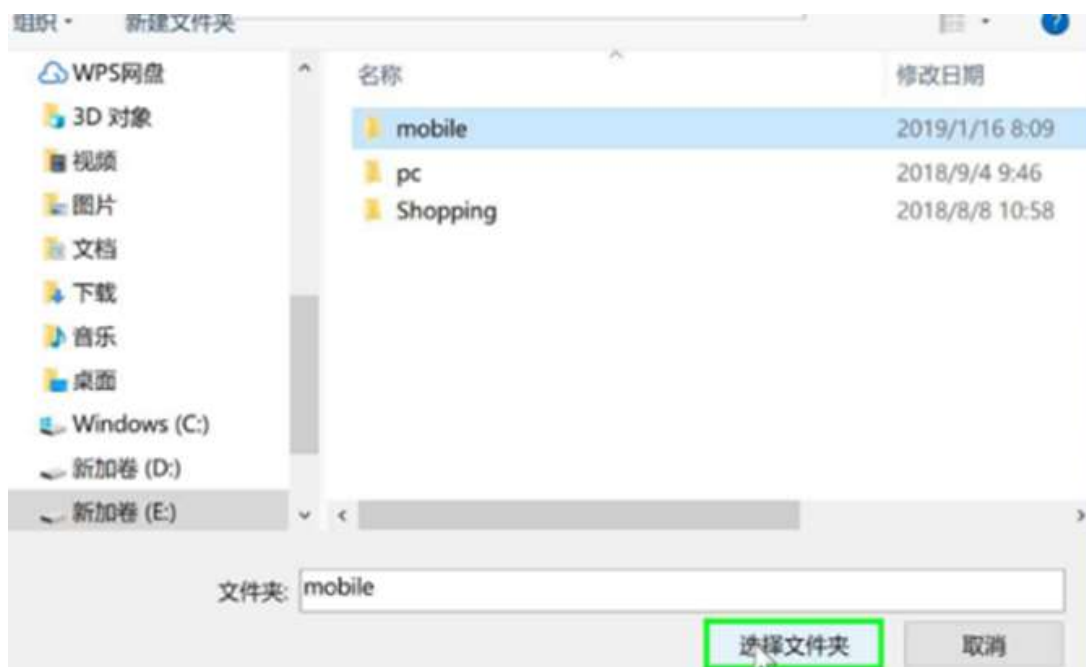 组织 新建文件夹
WPS网盘
3D 对象
视频
图片
文档
下载
音乐
桌面
Windows (C:)
新加卷 (D:)
新加卷 (E:)
名称 修改日期
mobile 2019/1/16 8:09
pc 2018/9/4 9:46
Shopping 2018/8/8 10:58
文件夹: mobile
选择文件夹 取消